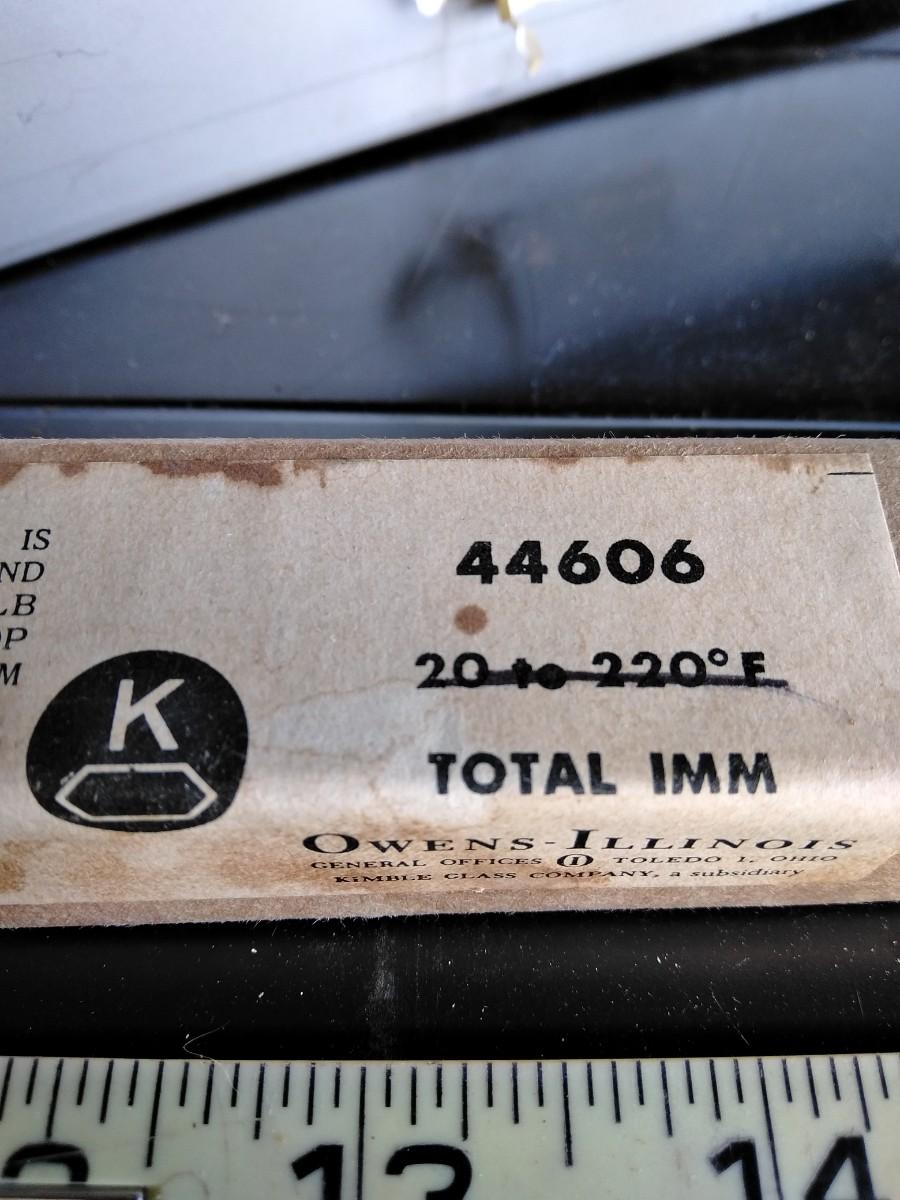 IS
ND
LB
OP
M
K
44606
20 to 220°F
TOTAL IMM
OWENS-ILLINOIS
GENERAL OFFICES I TOLEDO 1, OHIO
KIMBLE GLASS COMPANY, a subsidiary
13
14